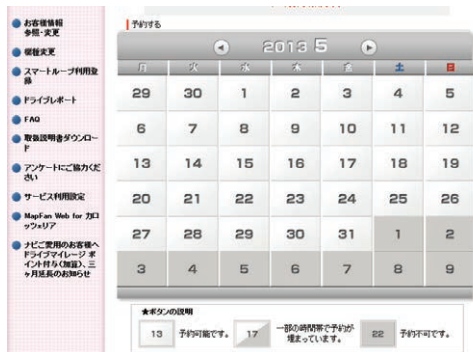 お客様情報
参照・変更
機種変更
スマートループ利用登
録
ドライブレポート
FAQ
取扱説明書ダウンロー
ド
アンケートにご協力くだ
さい
サービス利用設定
MapFan Web for カロ
ッツェリア
ナビご愛用のお客様へ
ドライブマイレージ ポ
イント付与(加算)、三
ヶ月延長のお知らせ
予約する
2013 5
月 火 水 木 金 土 日
29 30 1 2 3 4 5
6 7 8 9 10 11 12
13 14 15 16 17 18 19
20 21 22 23 24 25 26
27 28 29 30 31 1 2
3 4 5 6 7 8 9
★ボタンの説明
13 予約可能です。 17 一部の時間帯で予約が
埋まっています。 22 予約不可です。